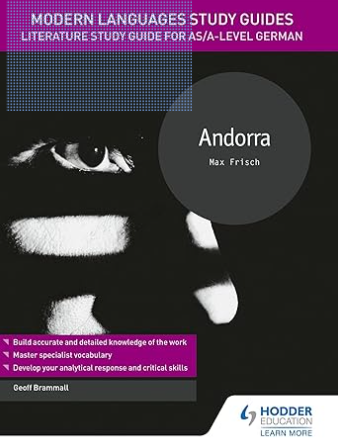 MODERN LANGUAGES STUDY GUIDES
LITERATURE STUDY GUIDE FOR AS/A-LEVEL GERMAN
Andorra
Max Frisch
Build accurate and detailed knowledge of the work
Master specialist vocabulary
Develop your analytical response and critical skills
Geoff Brammall
HODDER
EDUCATION
LEARN MORE